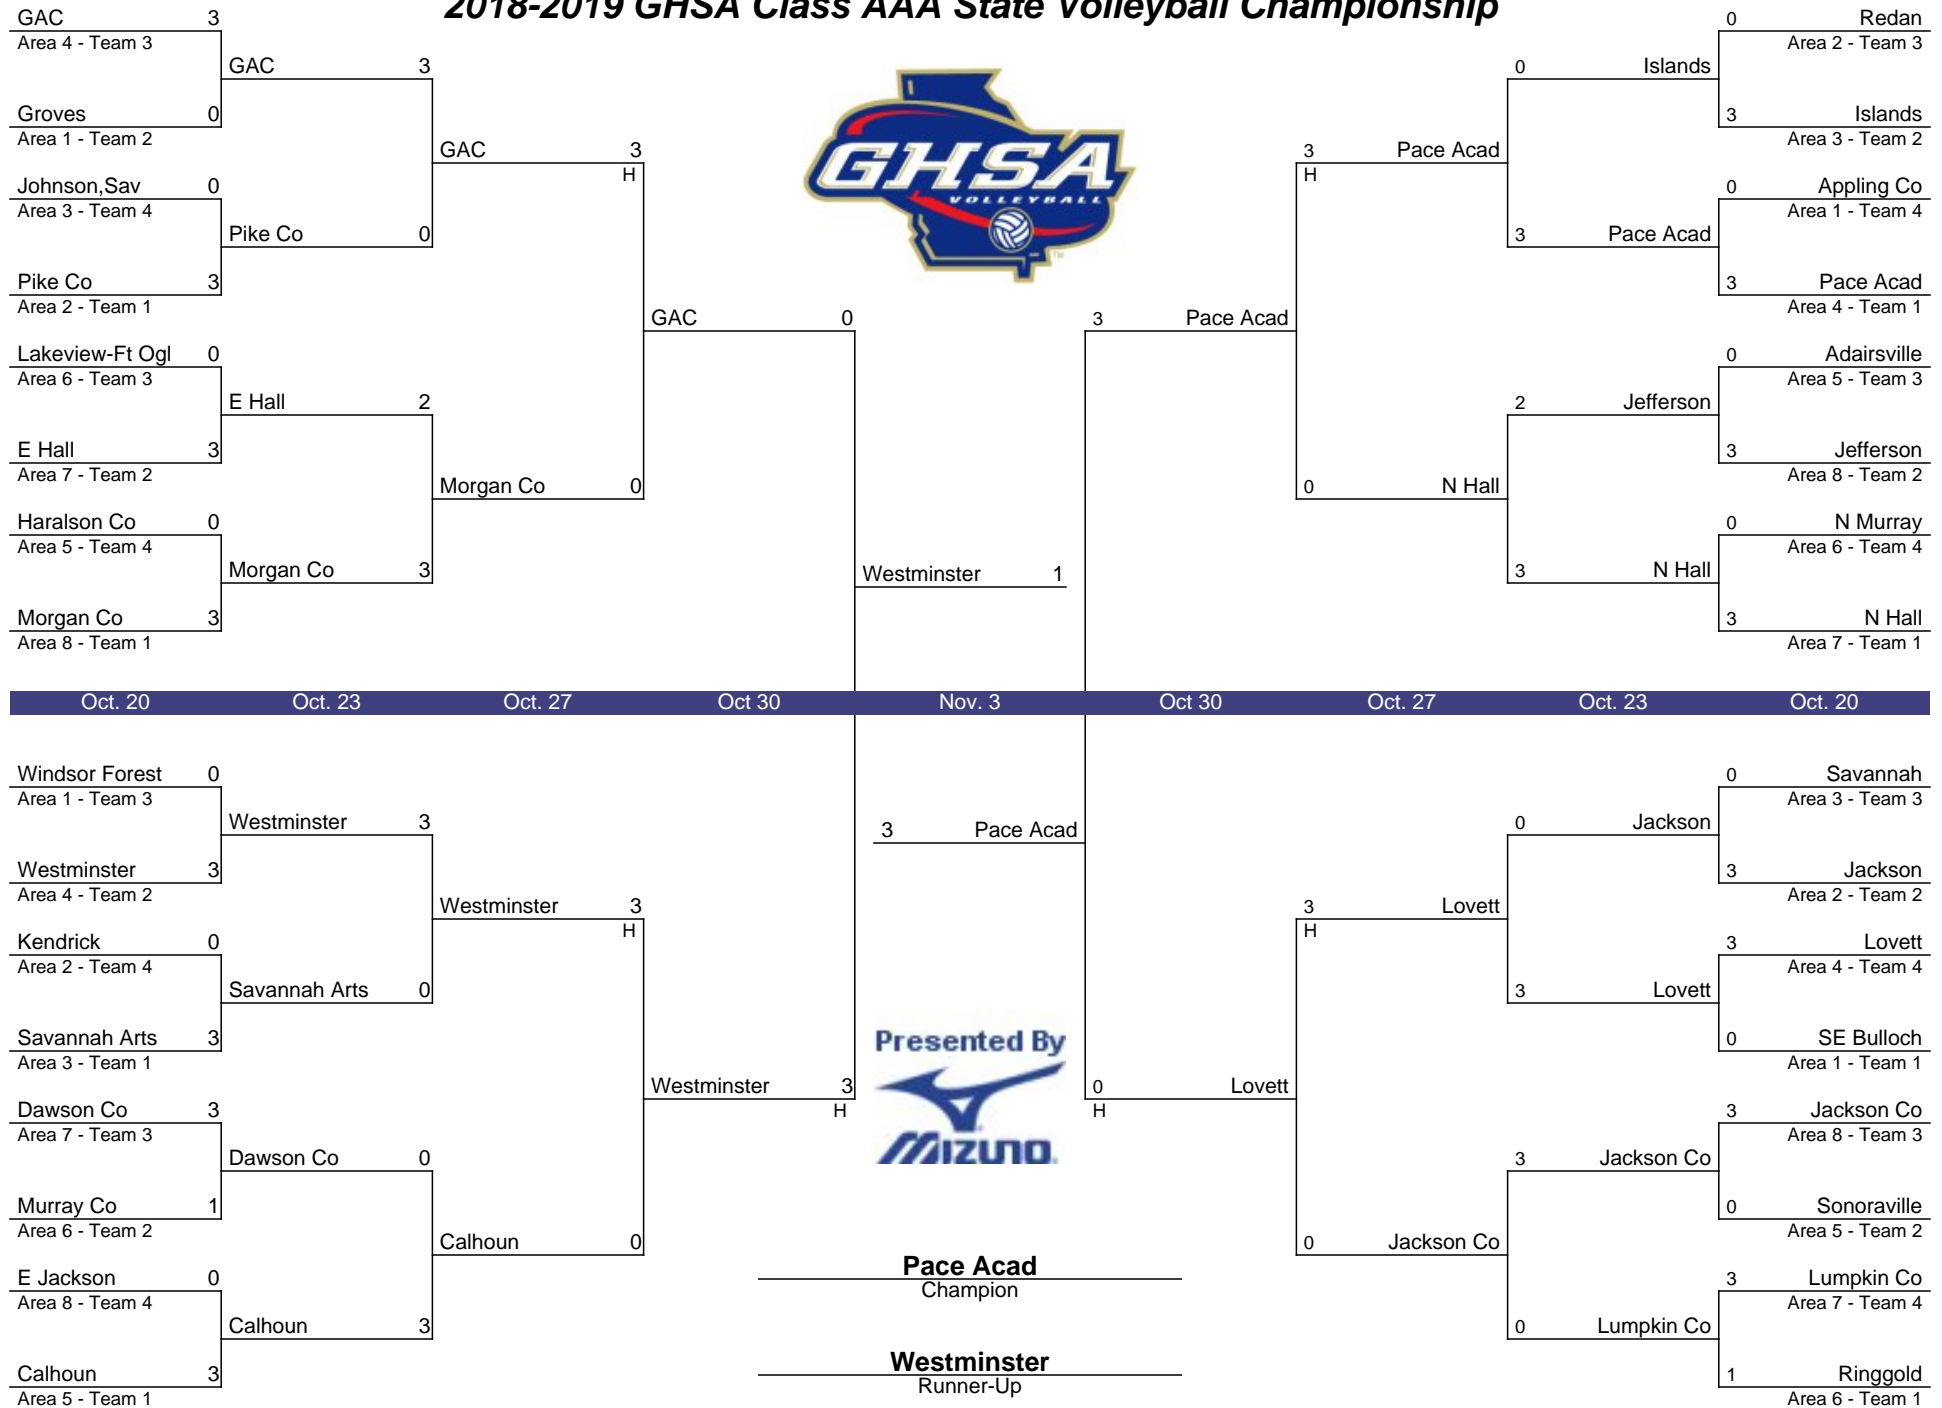 2018-2019 GHSA Class AAA State Volleyball Championship
GAC 3
Area 4 - Team 3
GAC 3
Groves 0
Area 1 - Team 2
GAC 3
H
Johnson,Sav 0
Area 3 - Team 4
Pike Co 0
Pike Co 3
Area 2 - Team 1
GAC 0
Lakeview-Ft Ogl 0
Area 6 - Team 3
E Hall 2
E Hall 3
Area 7 - Team 2
Morgan Co 0
Haralson Co 0
Area 5 - Team 4
Morgan Co 3
Morgan Co 3
Area 8 - Team 1
Westminster 1
GHSA
VOLLEYBALL
TM
0 Redan
Area 2 - Team 3
0 Islands
3 Islands
Area 3 - Team 2
3 Pace Acad
H
0 Appling Co
Area 1 - Team 4
3 Pace Acad
3 Pace Acad
Area 4 - Team 1
3 Pace Acad
0 Adairsville
Area 5 - Team 3
2 Jefferson
3 Jefferson
Area 8 - Team 2
0 N Hall
0 N Murray
Area 6 - Team 4
3 N Hall
3 N Hall
Area 7 - Team 1
Oct. 20 Oct. 23 Oct. 27 Oct 30 Nov. 3 Oct 30 Oct. 27 Oct. 23 Oct. 20
Windsor Forest 0
Area 1 - Team 3
Westminster 3
Westminster 3
Area 4 - Team 2
Westminster 3
H
Kendrick 0
Area 2 - Team 4
Savannah Arts 0
Savannah Arts 3
Area 3 - Team 1
Westminster 3
H
Dawson Co 3
Area 7 - Team 3
Dawson Co 0
Murray Co 1
Area 6 - Team 2
Calhoun 0
E Jackson 0
Area 8 - Team 4
Calhoun 3
Calhoun 3
Area 5 - Team 1
3 Pace Acad
Presented By
MIZUNO
Pace Acad
Champion
Westminster
Runner-Up
0 Savannah
Area 3 - Team 3
0 Jackson
3 Jackson
Area 2 - Team 2
3 Lovett
H
3 Lovett
Area 4 - Team 4
3 Lovett
0 SE Bulloch
Area 1 - Team 1
0 Lovett
H
3 Jackson Co
Area 8 - Team 3
3 Jackson Co
0 Sonoraville
Area 5 - Team 2
0 Jackson Co
3 Lumpkin Co
Area 7 - Team 4
0 Lumpkin Co
1 Ringgold
Area 6 - Team 1